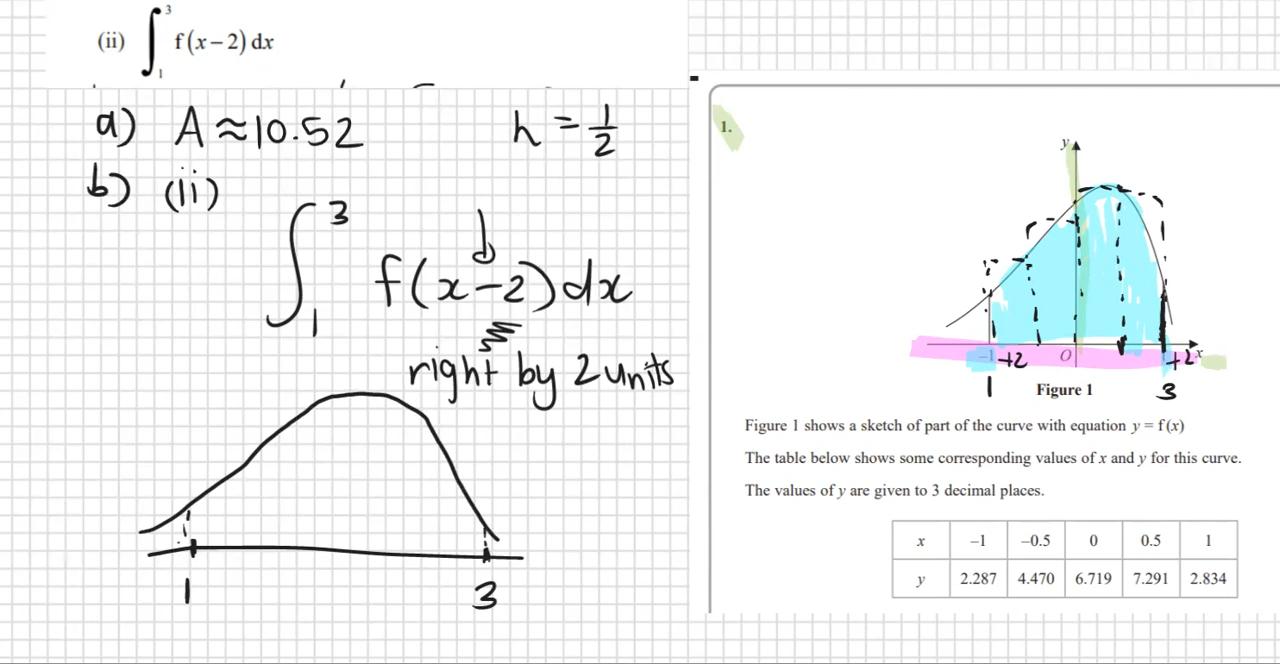 (ii) ∫₁³ f(x−2) dx
a) A ≈ 10.52 h = 1/2
b) (ii)
∫₁³ f(x−2) dx
right by 2 units
1 3
1.
y
−1 +2 O +2 x
1 3
Figure 1
Figure 1 shows a sketch of part of the curve with equation y = f(x)
The table below shows some corresponding values of x and y for this curve.
The values of y are given to 3 decimal places.
x −1 −0.5 0 0.5 1
y 2.287 4.470 6.719 7.291 2.834